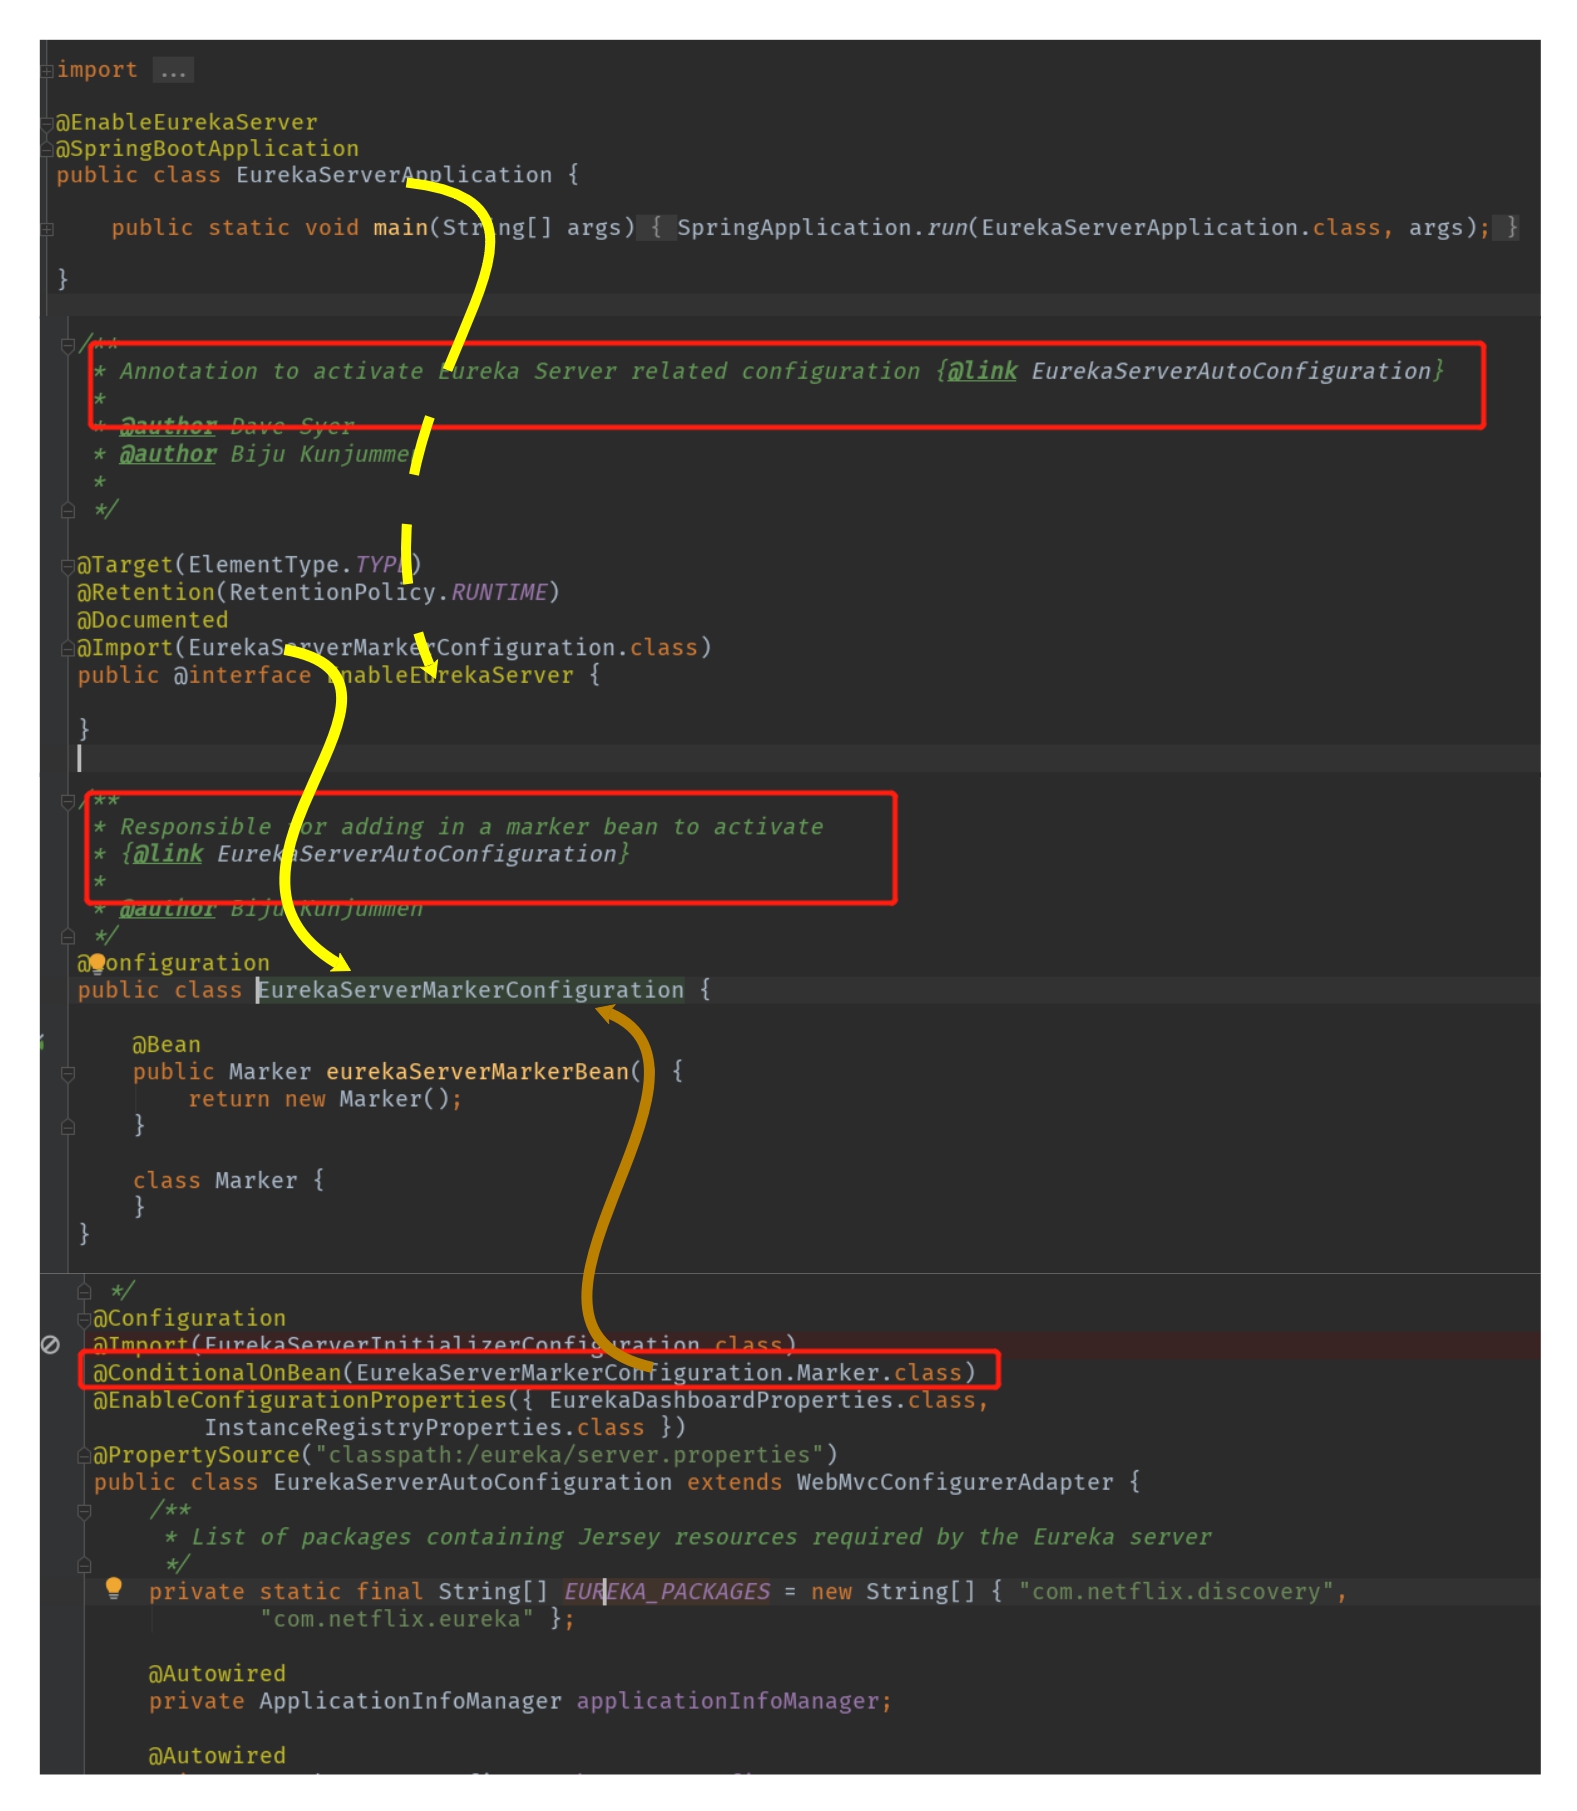 import ...
@EnableEurekaServer
@SpringBootApplication
public class EurekaServerApplication {
public static void main(String[] args) { SpringApplication.run(EurekaServerApplication.class, args); }
}
/**
* Annotation to activate Eureka Server related configuration {@link EurekaServerAutoConfiguration}
*
* @author Dave Syer
* @author Biju Kunjummen
*
*/
@Target(ElementType.TYPE)
@Retention(RetentionPolicy.RUNTIME)
@Documented
@Import(EurekaServerMarkerConfiguration.class)
public @interface EnableEurekaServer {
}
/**
* Responsible for adding in a marker bean to activate
* {@link EurekaServerAutoConfiguration}
*
* @author Biju Kunjummen
*/
@Configuration
public class EurekaServerMarkerConfiguration {
@Bean
public Marker eurekaServerMarkerBean() {
return new Marker();
}
class Marker {
}
}
*/
@Configuration
@Import(EurekaServerInitializerConfiguration.class)
@ConditionalOnBean(EurekaServerMarkerConfiguration.Marker.class)
@EnableConfigurationProperties({ EurekaDashboardProperties.class,
InstanceRegistryProperties.class })
@PropertySource("classpath:/eureka/server.properties")
public class EurekaServerAutoConfiguration extends WebMvcConfigurerAdapter {
/**
* List of packages containing Jersey resources required by the Eureka server
*/
private static final String[] EUREKA_PACKAGES = new String[] { "com.netflix.discovery",
"com.netflix.eureka" };
@Autowired
private ApplicationInfoManager applicationInfoManager;
@Autowired